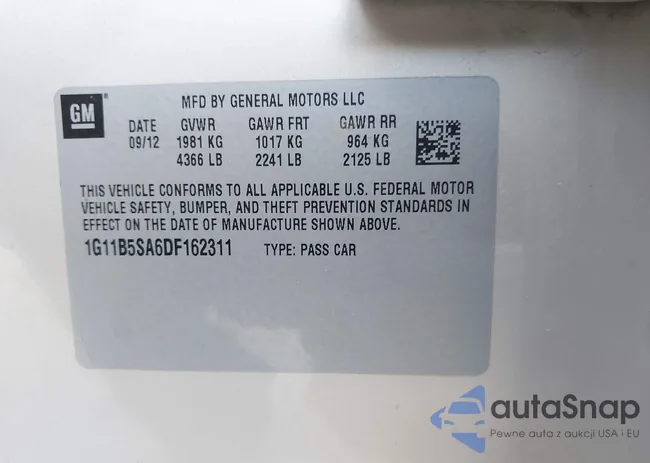 GM
MFD BY GENERAL MOTORS LLC
DATE GVWR GAWR FRT GAWR RR
09/12 1981 KG 1017 KG 964 KG
4366 LB 2241 LB 2125 LB
THIS VEHICLE CONFORMS TO ALL APPLICABLE U.S. FEDERAL MOTOR
VEHICLE SAFETY, BUMPER, AND THEFT PREVENTION STANDARDS IN
EFFECT ON THE DATE OF MANUFACTURE SHOWN ABOVE.
1G11B5SA6DF162311 TYPE: PASS CAR
autaSnap
Pewne auta z aukcji USA i EU